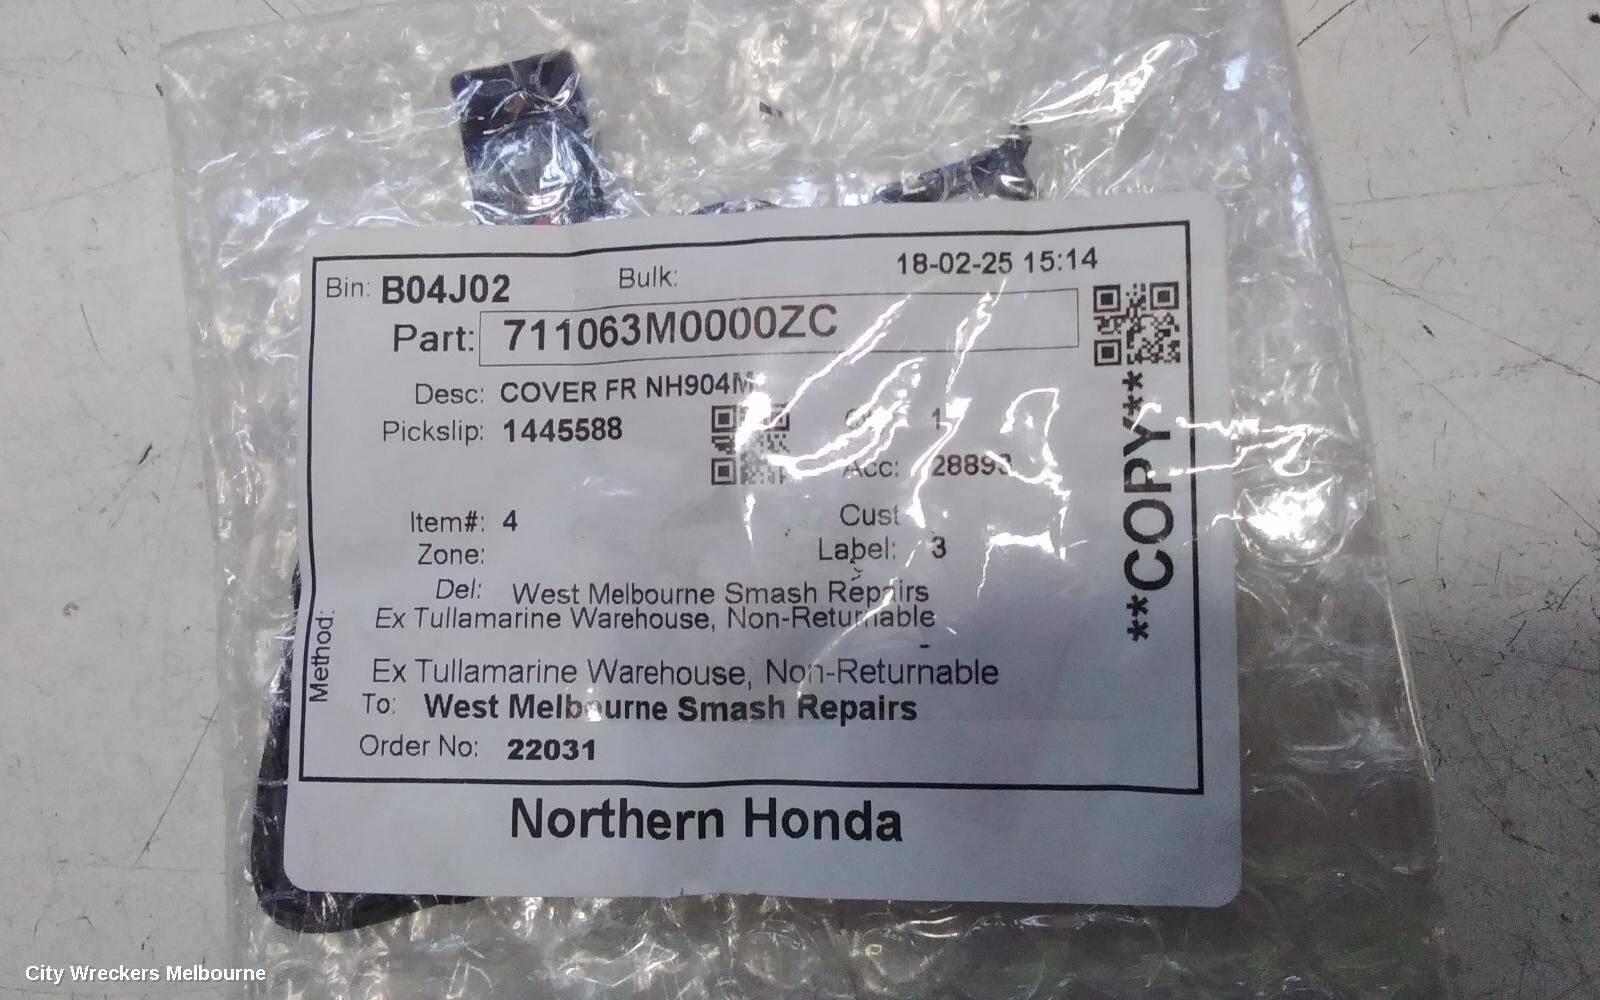 Bin: B04J02 Bulk: 18-02-25 15:14
Part: 711063M0000ZC
Desc: COVER FR NH904M
Pickslip: 1445588 1
Acc:
Item#: 4 Cust
Zone: Label: 3
Del: West Melbourne Smash Repairs
Ex Tullamarine Warehouse, Non-Returnable
Method:
Ex Tullamarine Warehouse, Non-Returnable
To: West Melbourne Smash Repairs
Order No: 22031
**COPY**
Northern Honda
City Wreckers Melbourne